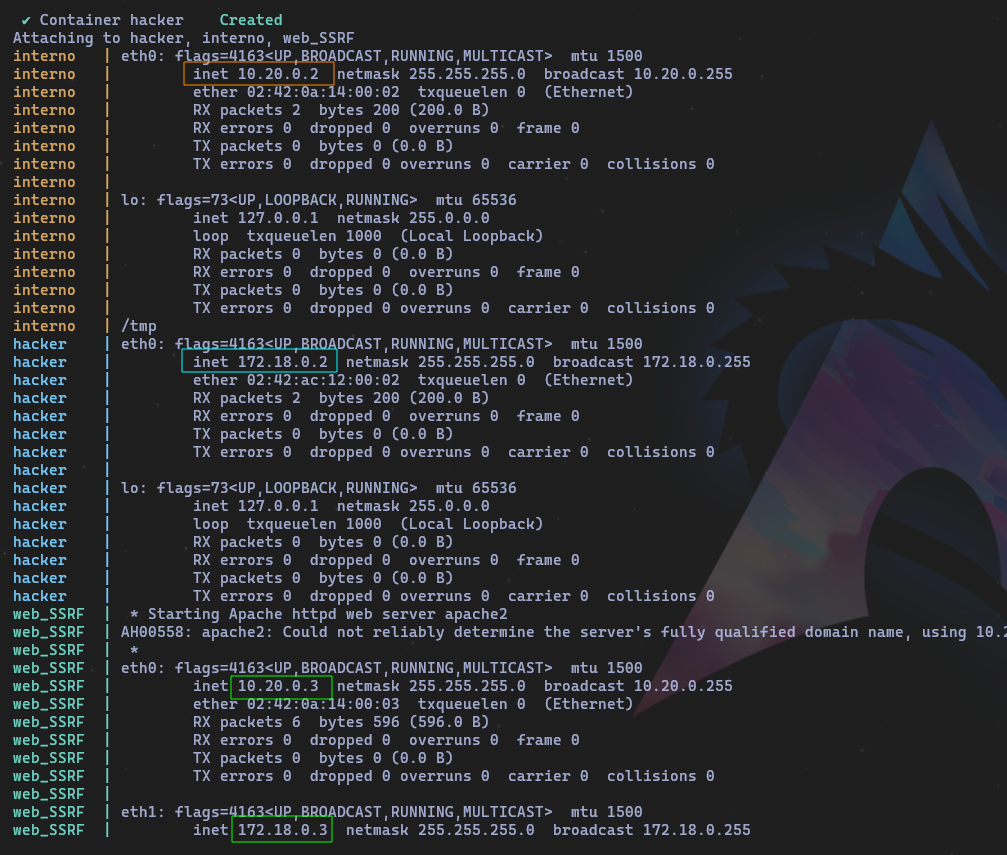 ✔ Container hacker    Created
Attaching to hacker, interno, web_SSRF
interno   | eth0: flags=4163<UP,BROADCAST,RUNNING,MULTICAST>  mtu 1500
interno   |         inet 10.20.0.2  netmask 255.255.255.0  broadcast 10.20.0.255
interno   |         ether 02:42:0a:14:00:02  txqueuelen 0  (Ethernet)
interno   |         RX packets 2  bytes 200 (200.0 B)
interno   |         RX errors 0  dropped 0  overruns 0  frame 0
interno   |         TX packets 0  bytes 0 (0.0 B)
interno   |         TX errors 0  dropped 0 overruns 0  carrier 0  collisions 0
interno   |
interno   | lo: flags=73<UP,LOOPBACK,RUNNING>  mtu 65536
interno   |         inet 127.0.0.1  netmask 255.0.0.0
interno   |         loop  txqueuelen 1000  (Local Loopback)
interno   |         RX packets 0  bytes 0 (0.0 B)
interno   |         RX errors 0  dropped 0  overruns 0  frame 0
interno   |         TX packets 0  bytes 0 (0.0 B)
interno   |         TX errors 0  dropped 0 overruns 0  carrier 0  collisions 0
interno   | /tmp
hacker    | eth0: flags=4163<UP,BROADCAST,RUNNING,MULTICAST>  mtu 1500
hacker    |         inet 172.18.0.2  netmask 255.255.255.0  broadcast 172.18.0.255
hacker    |         ether 02:42:ac:12:00:02  txqueuelen 0  (Ethernet)
hacker    |         RX packets 2  bytes 200 (200.0 B)
hacker    |         RX errors 0  dropped 0  overruns 0  frame 0
hacker    |         TX packets 0  bytes 0 (0.0 B)
hacker    |         TX errors 0  dropped 0 overruns 0  carrier 0  collisions 0
hacker    |
hacker    | lo: flags=73<UP,LOOPBACK,RUNNING>  mtu 65536
hacker    |         inet 127.0.0.1  netmask 255.0.0.0
hacker    |         loop  txqueuelen 1000  (Local Loopback)
hacker    |         RX packets 0  bytes 0 (0.0 B)
hacker    |         RX errors 0  dropped 0  overruns 0  frame 0
hacker    |         TX packets 0  bytes 0 (0.0 B)
hacker    |         TX errors 0  dropped 0 overruns 0  carrier 0  collisions 0
web_SSRF  |  * Starting Apache httpd web server apache2
web_SSRF  | AH00558: apache2: Could not reliably determine the server's fully qualified domain name, using 10.2
web_SSRF  |  *
web_SSRF  | eth0: flags=4163<UP,BROADCAST,RUNNING,MULTICAST>  mtu 1500
web_SSRF  |         inet 10.20.0.3  netmask 255.255.255.0  broadcast 10.20.0.255
web_SSRF  |         ether 02:42:0a:14:00:03  txqueuelen 0  (Ethernet)
web_SSRF  |         RX packets 6  bytes 596 (596.0 B)
web_SSRF  |         RX errors 0  dropped 0  overruns 0  frame 0
web_SSRF  |         TX packets 0  bytes 0 (0.0 B)
web_SSRF  |         TX errors 0  dropped 0 overruns 0  carrier 0  collisions 0
web_SSRF  |
web_SSRF  | eth1: flags=4163<UP,BROADCAST,RUNNING,MULTICAST>  mtu 1500
web_SSRF  |         inet 172.18.0.3  netmask 255.255.255.0  broadcast 172.18.0.255